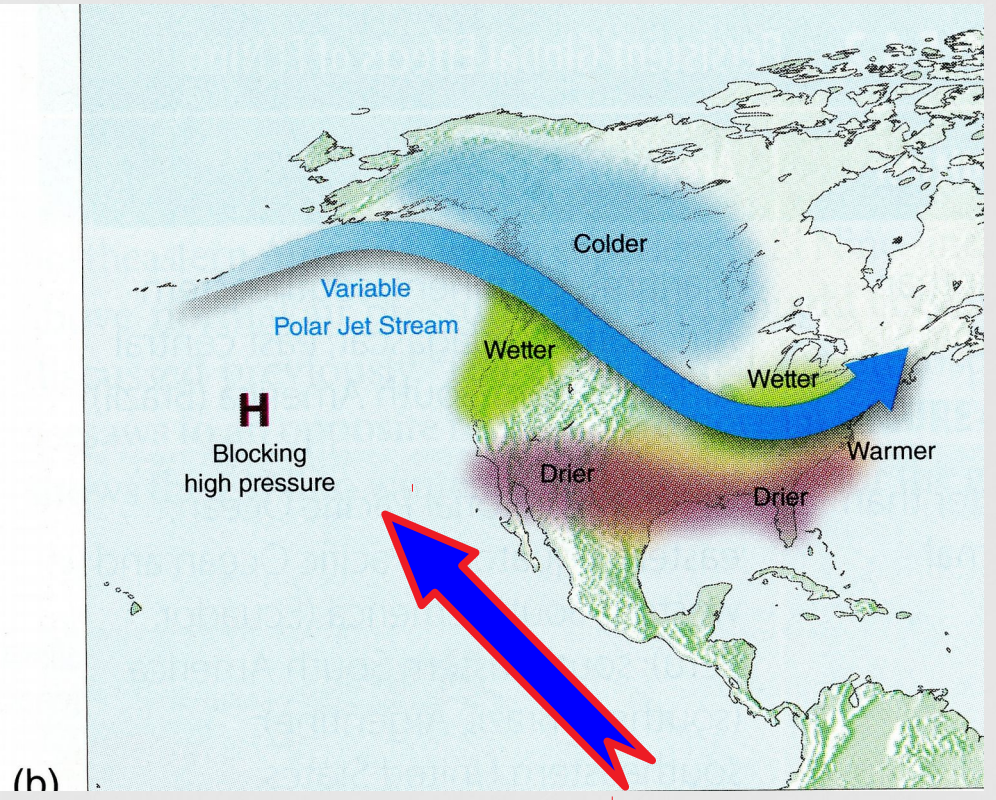 Colder
Variable
Polar Jet Stream
Wetter
Wetter
H
Blocking
high pressure
Warmer
Drier
Drier
(b)